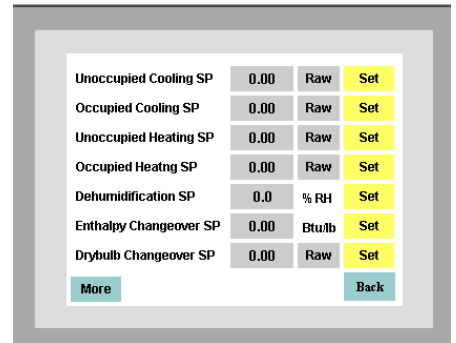 Unoccupied Cooling SP 0.00 Raw Set
Occupied Cooling SP 0.00 Raw Set
Unoccupied Heating SP 0.00 Raw Set
Occupied Heatng SP 0.00 Raw Set
Dehumidification SP 0.0 % RH Set
Enthalpy Changeover SP 0.00 Btu/lb Set
Drybulb Changeover SP 0.00 Raw Set
More Back